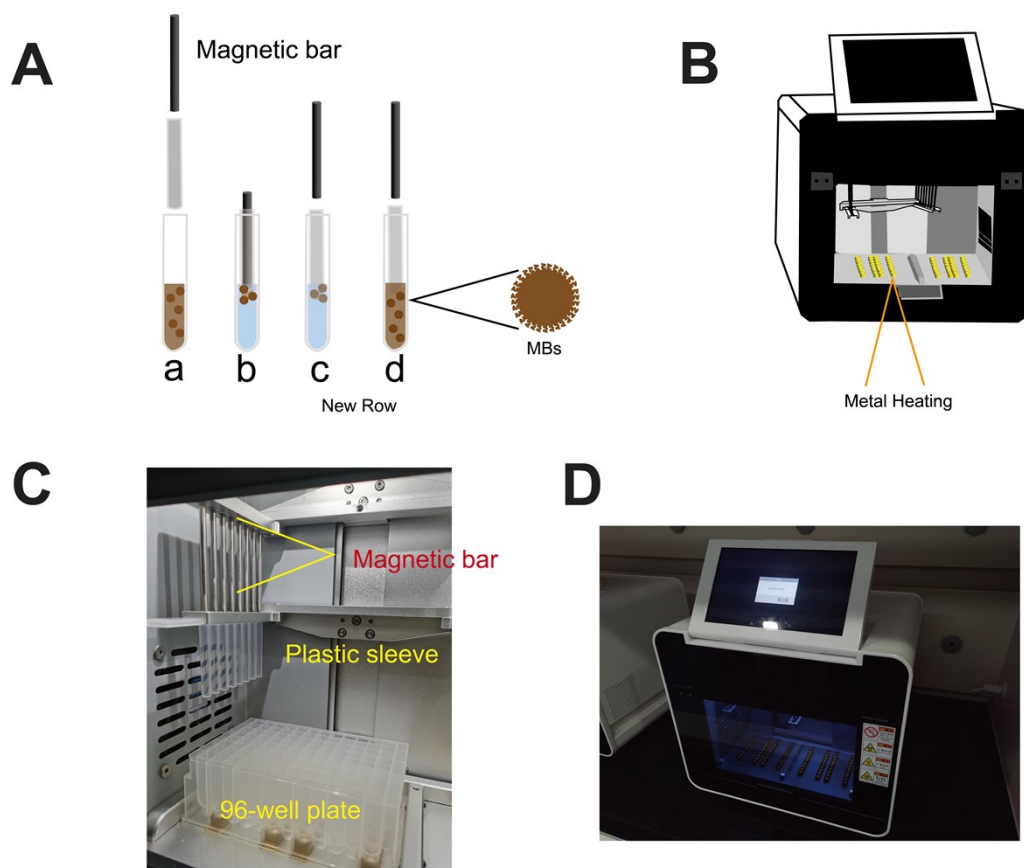 A
Magnetic bar
a
b
c
d
New Row
MBs
B
Metal Heating
C
Magnetic bar
Plastic sleeve
96-well plate
D